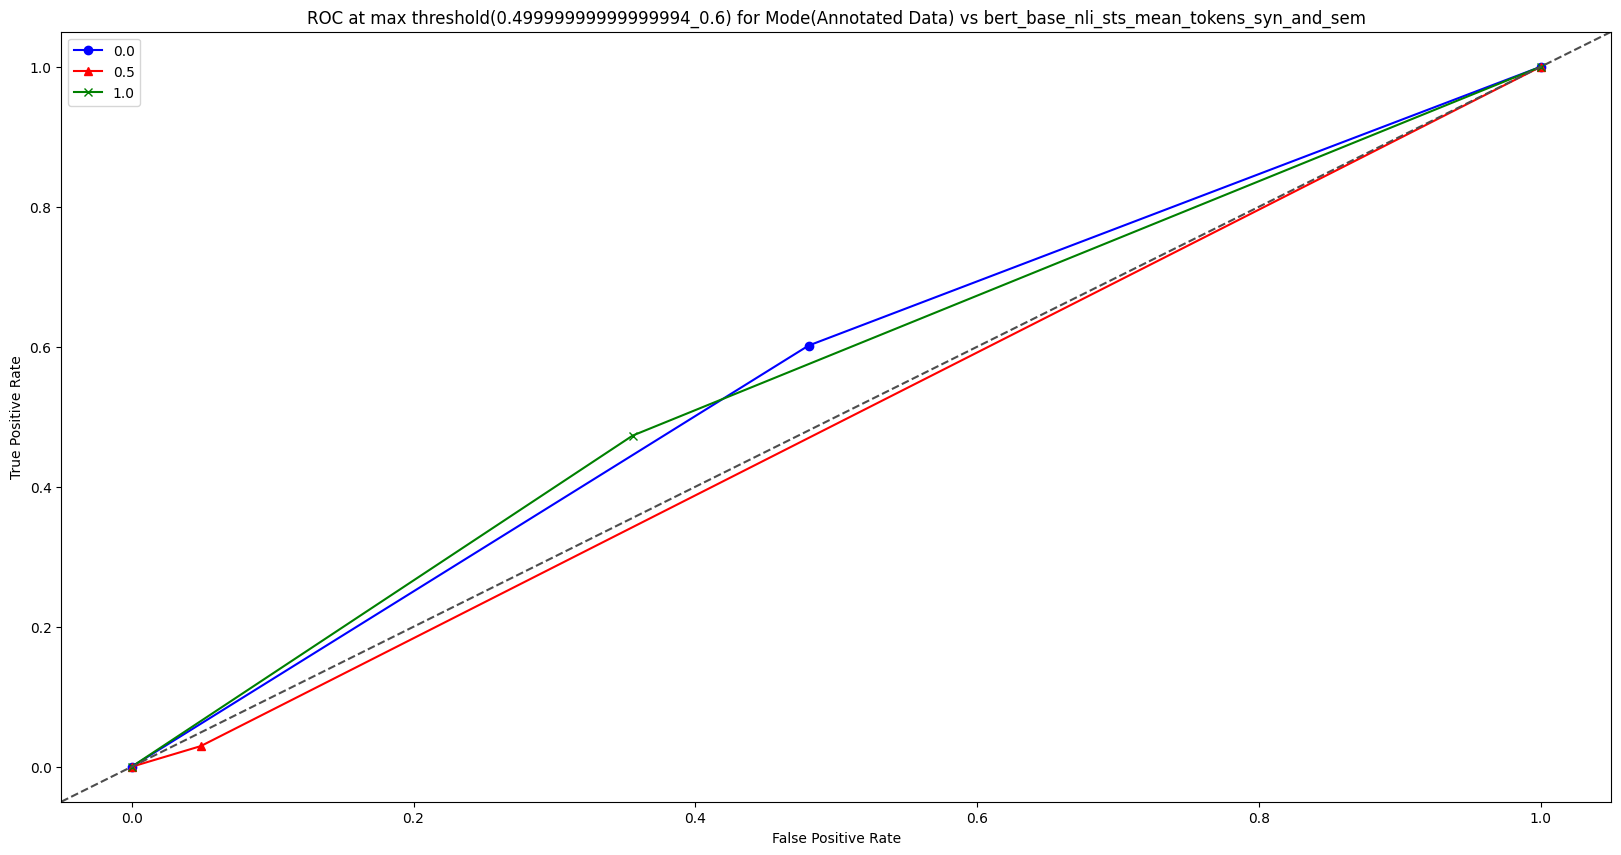 ROC at max threshold(0.49999999999999994_0.6) for Mode(Annotated Data) vs bert_base_nli_sts_mean_tokens_syn_and_sem
0.0
0.5
1.0
1.0
0.8
0.6
0.4
0.2
0.0
True Positive Rate
0.0 0.2 0.4 0.6 0.8 1.0
False Positive Rate